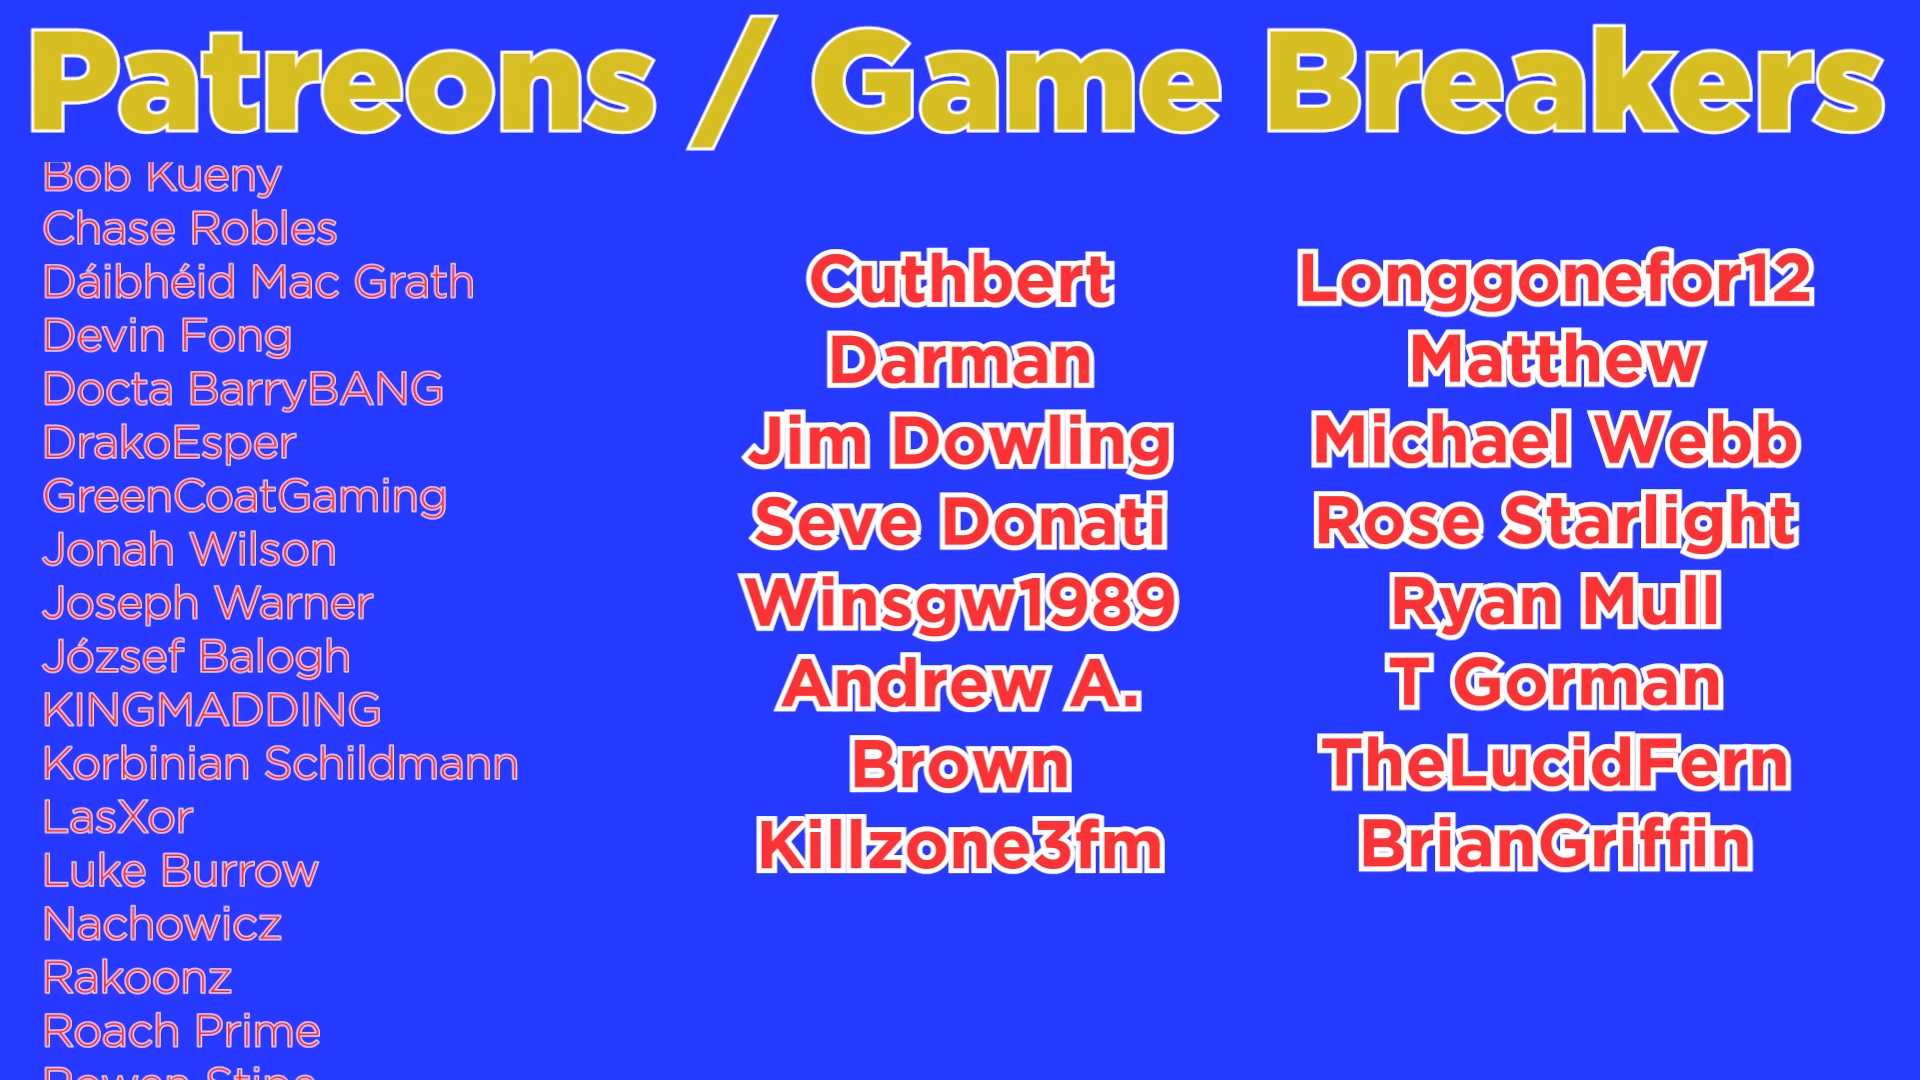 Patreons / Game Breakers
Bob Kueny
Chase Robles
Dáibhéid Mac Grath
Devin Fong
Docta BarryBANG
DrakoEsper
GreenCoatGaming
Jonah Wilson
Joseph Warner
József Balogh
KINGMADDING
Korbinian Schildmann
LasXor
Luke Burrow
Nachowicz
Rakoonz
Roach Prime
Cuthbert
Darman
Jim Dowling
Seve Donati
Winsgw1989
Andrew A.
Brown
Killzone3fm
Longgonefor12
Matthew
Michael Webb
Rose Starlight
Ryan Mull
T Gorman
TheLucidFern
BrianGriffin